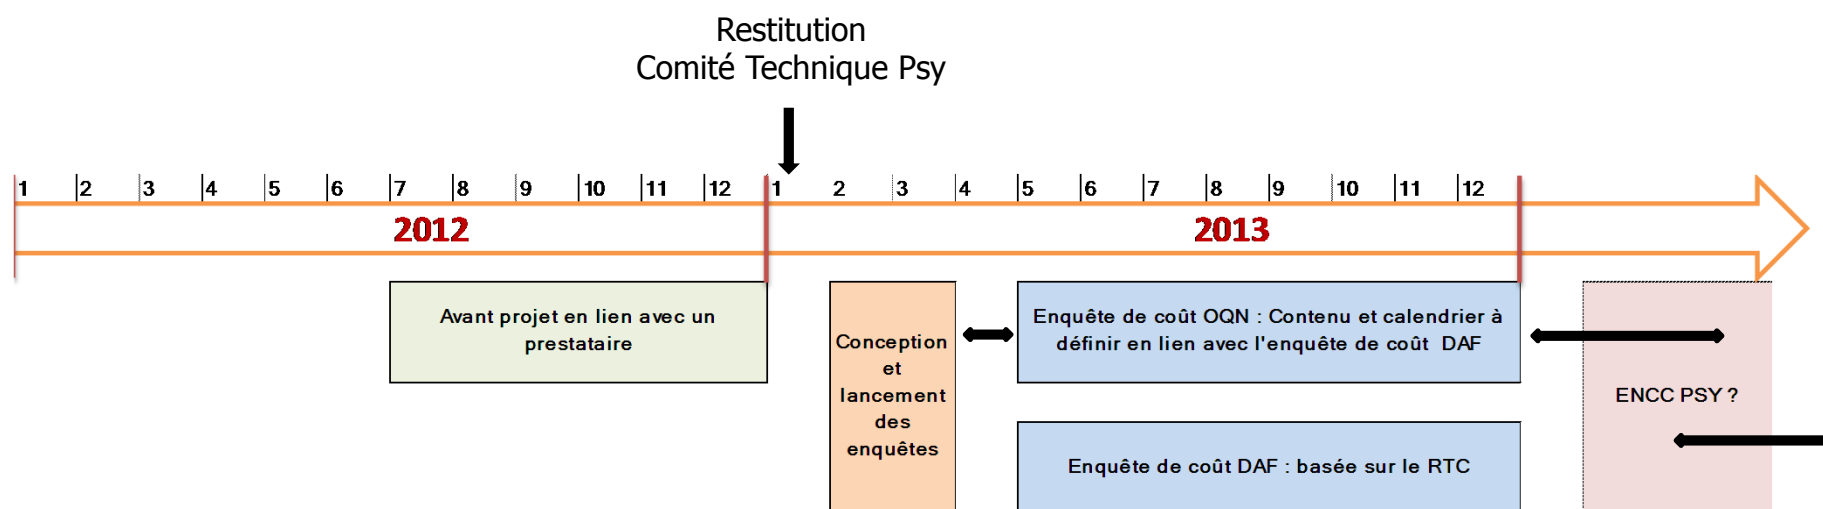 Restitution
Comité Technique Psy
1 2 3 4 5 6 7 8 9 10 11 12 1 2 3 4 5 6 7 8 9 10 11 12
2012 2013
Avant projet en lien avec un
prestataire
Conception
et
lancement
des
enquêtes
Enquête de coût OQN : Contenu et calendrier à
définir en lien avec l'enquête de coût DAF
Enquête de coût DAF : basée sur le RTC
ENCC PSY ?